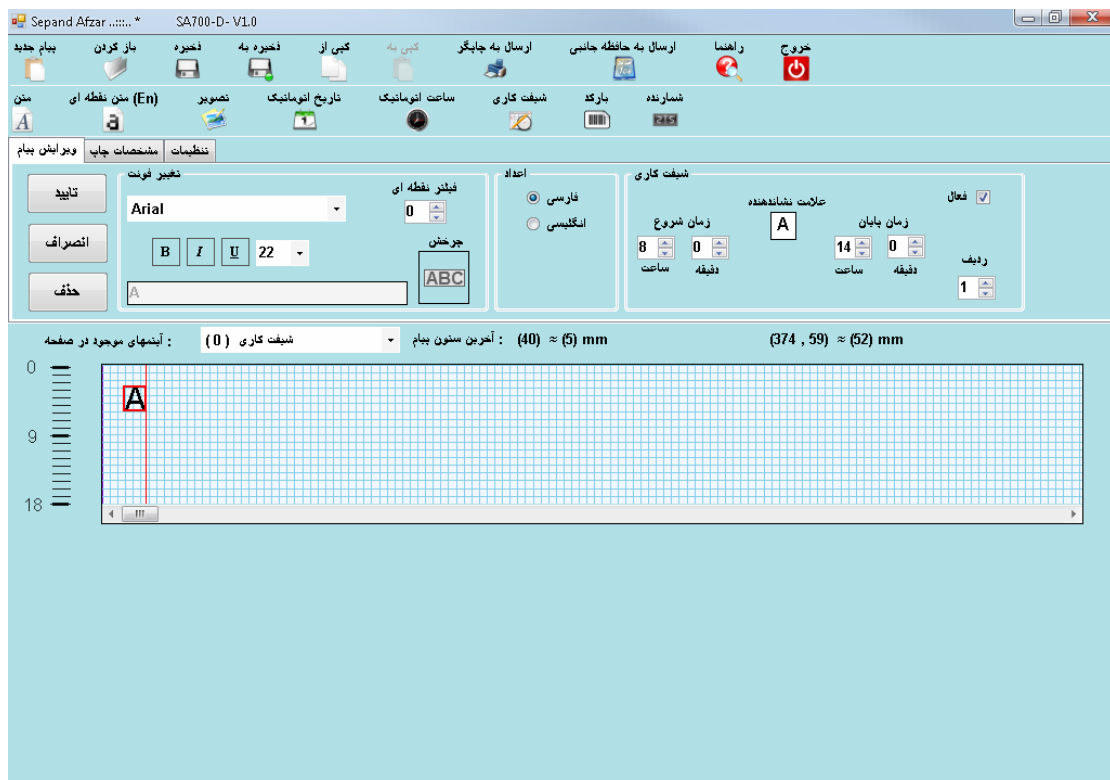 Sepand Afzar ..:::.. * SA700-D- V1.0
پیام جدید باز کردن ذخیره ذخیره به کپی از کپی به ارسال به چاپگر ارسال به حافظه جانبی راهنما خروج
متن متن نقطه ای (En) تصویر تاریخ اتوماتیک ساعت اتوماتیک شیفت کاری بارکد شمارنده
ویرایش پیام مشخصات چاپ تنظیمات
تغییر فونت اعداد شیفت کاری
تایید Arial فیلتر نقطه ای 0 فارسی علامت نشاندهنده فعال
انگلیسی زمان شروع A زمان پایان
انصراف B I U 22 چرخش 8 0 14 0 ردیف
ساعت دقیقه ساعت دقیقه
حذف A ABC 1
آیتمهای موجود در صفحه : شیفت کاری ( 0 ) آخرین ستون پیام : (40) ≈ (5) mm (374 , 59) ≈ (52) mm
0
A
9
18